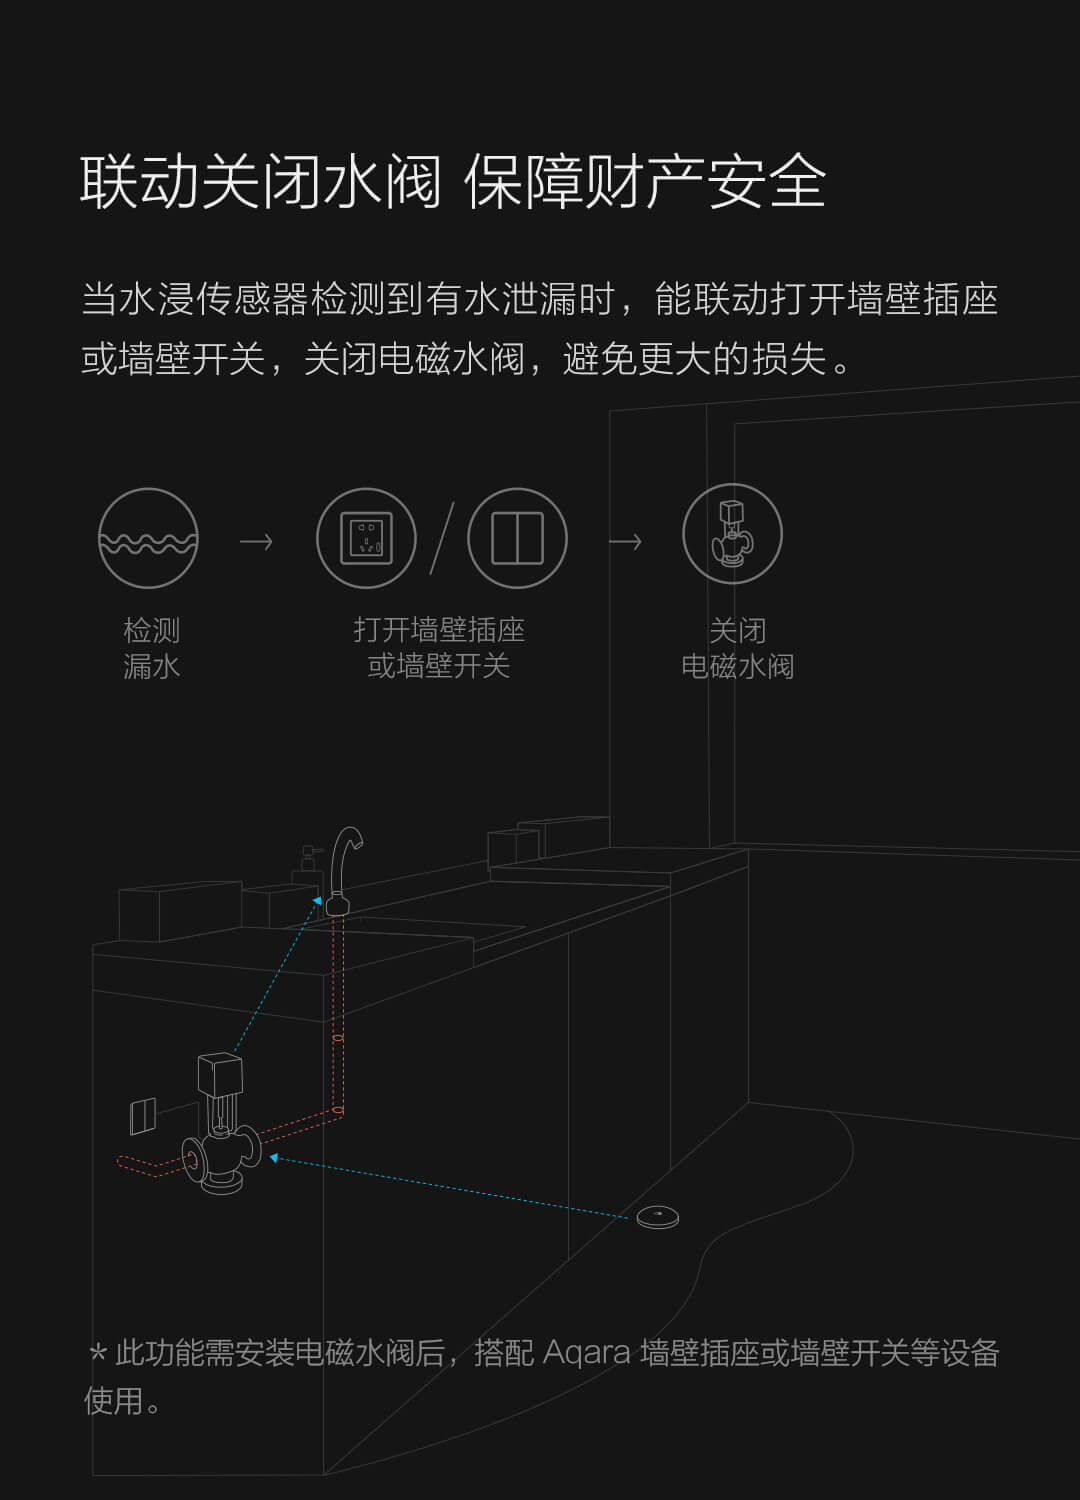 联动关闭水阀 保障财产安全
当水浸传感器检测到有水泄漏时，能联动打开墙壁插座
或墙壁开关，关闭电磁水阀，避免更大的损失。
检测
漏水
打开墙壁插座
或墙壁开关
关闭
电磁水阀
*此功能需安装电磁水阀后，搭配 Aqara 墙壁插座或墙壁开关等设备
使用。